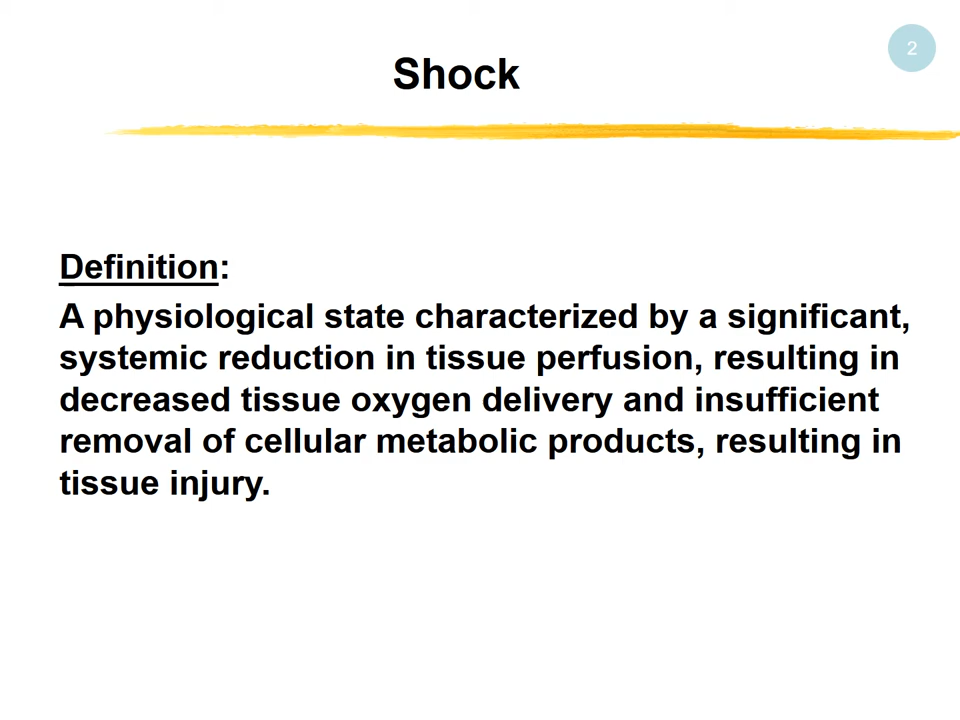 2
Shock
Definition:
A physiological state characterized by a significant,
systemic reduction in tissue perfusion, resulting in
decreased tissue oxygen delivery and insufficient
removal of cellular metabolic products, resulting in
tissue injury.